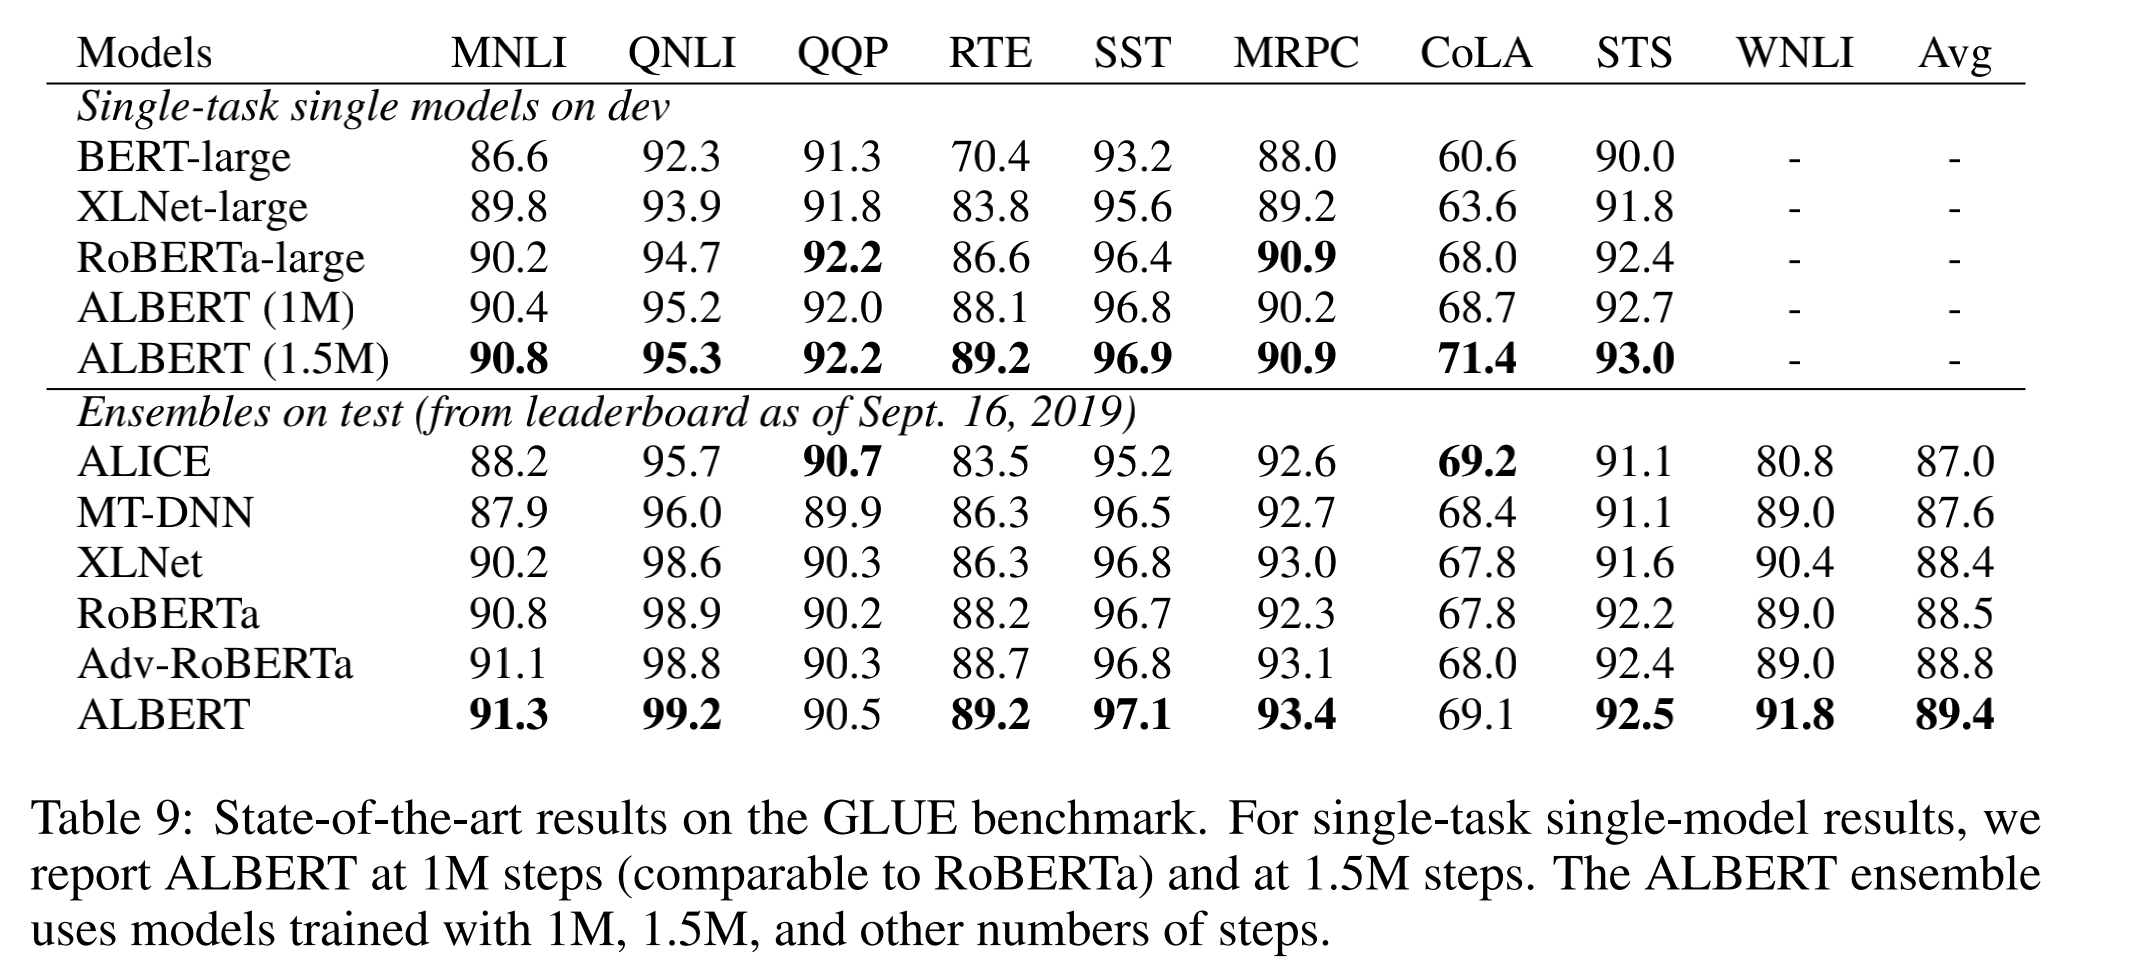 Models MNLI QNLI QQP RTE SST MRPC CoLA STS WNLI Avg
Single-task single models on dev
BERT-large 86.6 92.3 91.3 70.4 93.2 88.0 60.6 90.0 - -
XLNet-large 89.8 93.9 91.8 83.8 95.6 89.2 63.6 91.8 - -
RoBERTa-large 90.2 94.7 92.2 86.6 96.4 90.9 68.0 92.4 - -
ALBERT (1M) 90.4 95.2 92.0 88.1 96.8 90.2 68.7 92.7 - -
ALBERT (1.5M) 90.8 95.3 92.2 89.2 96.9 90.9 71.4 93.0 - -
Ensembles on test (from leaderboard as of Sept. 16, 2019)
ALICE 88.2 95.7 90.7 83.5 95.2 92.6 69.2 91.1 80.8 87.0
MT-DNN 87.9 96.0 89.9 86.3 96.5 92.7 68.4 91.1 89.0 87.6
XLNet 90.2 98.6 90.3 86.3 96.8 93.0 67.8 91.6 90.4 88.4
RoBERTa 90.8 98.9 90.2 88.2 96.7 92.3 67.8 92.2 89.0 88.5
Adv-RoBERTa 91.1 98.8 90.3 88.7 96.8 93.1 68.0 92.4 89.0 88.8
ALBERT 91.3 99.2 90.5 89.2 97.1 93.4 69.1 92.5 91.8 89.4
Table 9: State-of-the-art results on the GLUE benchmark. For single-task single-model results, we
report ALBERT at 1M steps (comparable to RoBERTa) and at 1.5M steps. The ALBERT ensemble
uses models trained with 1M, 1.5M, and other numbers of steps.